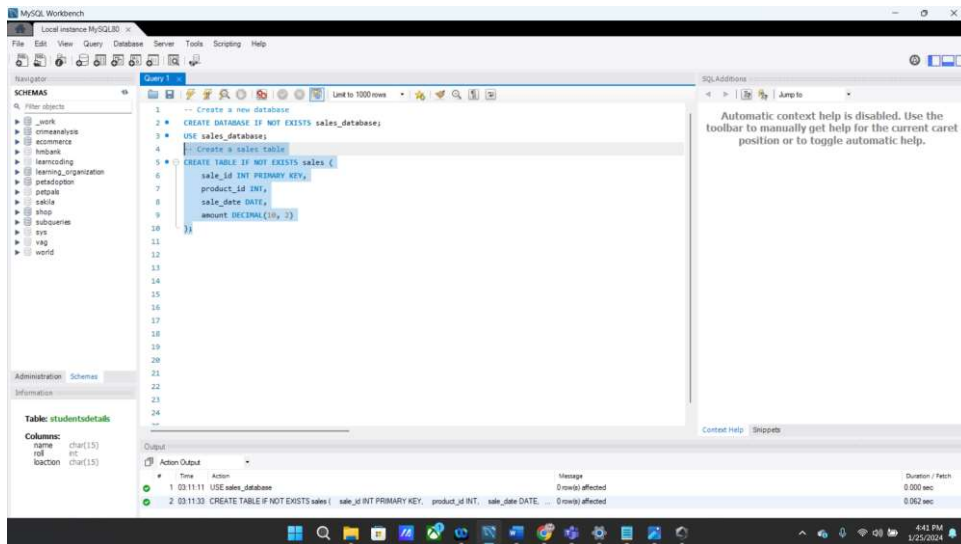 MySQL Workbench
Local instance MySQL80 ×
File Edit View Query Database Server Tools Scripting Help
Navigator
SCHEMAS
Filter objects
_work
crimeanalysis
ecommerce
hmbank
learncoding
learning_organization
petadoption
petpals
sakila
shop
subqueries
sys
vag
world
Administration Schemas
Information
Table: studentsdetails
Columns:
name char(15)
roll int
loaction char(15)
Query 1 ×
Limit to 1000 rows
1 -- Create a new database
2 CREATE DATABASE IF NOT EXISTS sales_database;
3 USE sales_database;
4 -- Create a sales table
5 CREATE TABLE IF NOT EXISTS sales (
6 sale_id INT PRIMARY KEY,
7 product_id INT,
8 sale_date DATE,
9 amount DECIMAL(10, 2)
10 );
11
12
13
14
15
16
17
18
19
20
21
22
23
24
SQLAdditions
Jump to
Automatic context help is disabled. Use the
toolbar to manually get help for the current caret
position or to toggle automatic help.
Context Help Snippets
Output
Action Output
# Time Action Message Duration / Fetch
1 03:11:11 USE sales_database 0 row(s) affected 0.000 sec
2 03:11:33 CREATE TABLE IF NOT EXISTS sales ( sale_id INT PRIMARY KEY, product_id INT, sale_date DATE, ... 0 row(s) affected 0.062 sec
4:41 PM
1/25/2024